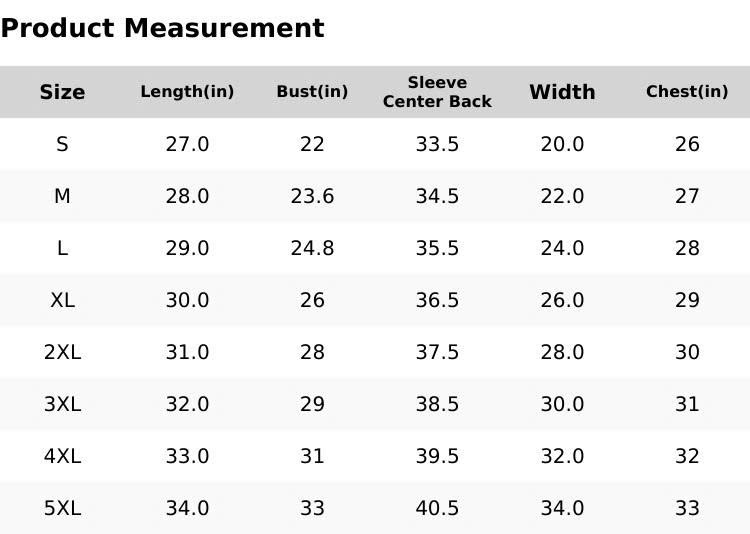 Product Measurement
Size Length(in) Bust(in) Sleeve Center Back Width Chest(in)
S 27.0 22 33.5 20.0 26
M 28.0 23.6 34.5 22.0 27
L 29.0 24.8 35.5 24.0 28
XL 30.0 26 36.5 26.0 29
2XL 31.0 28 37.5 28.0 30
3XL 32.0 29 38.5 30.0 31
4XL 33.0 31 39.5 32.0 32
5XL 34.0 33 40.5 34.0 33